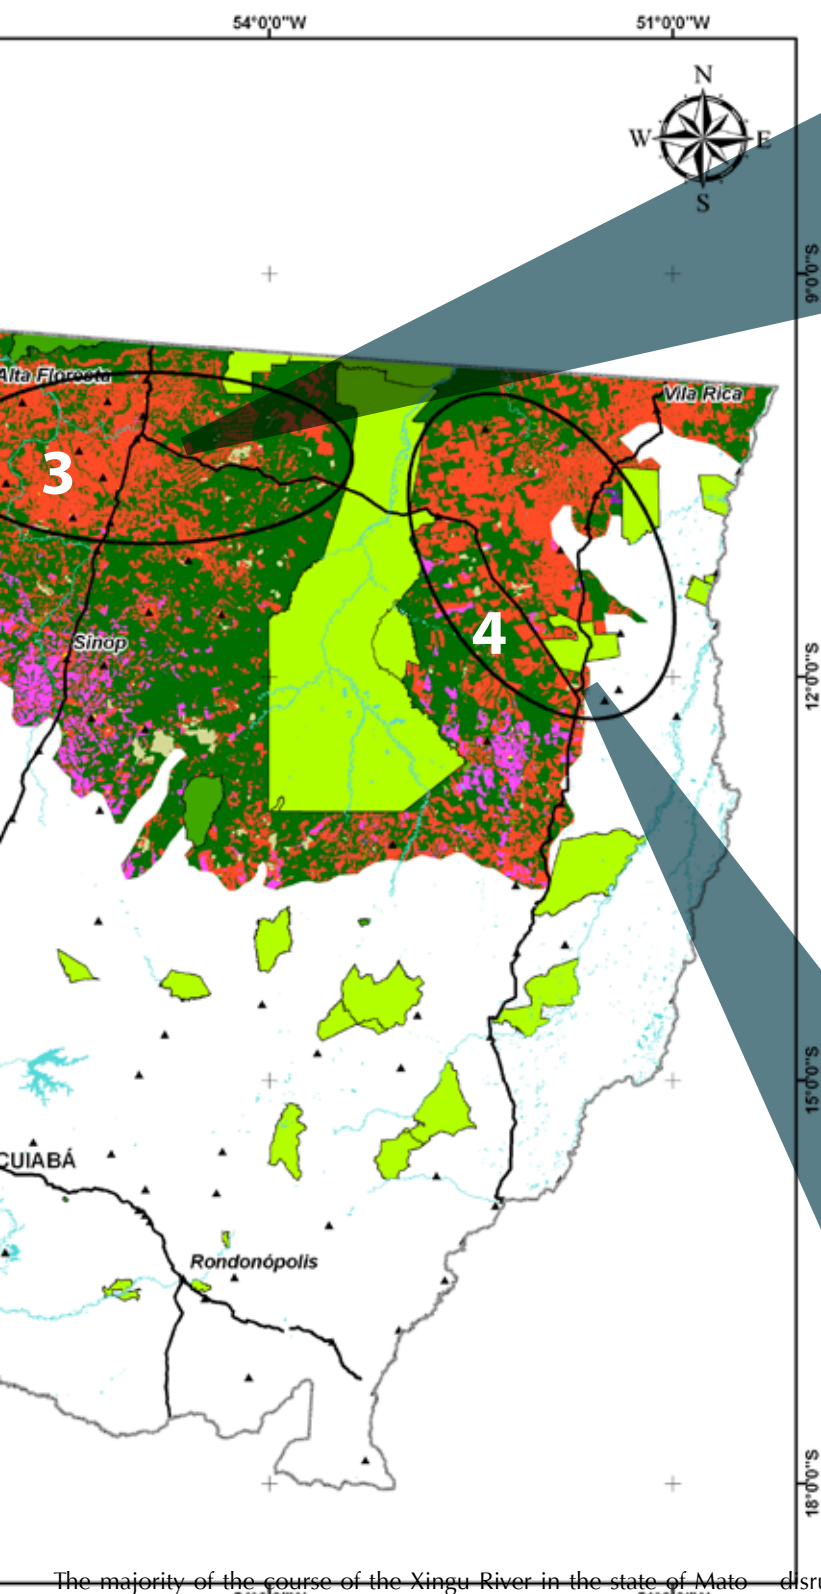 54°0'0"W 51°0'0"W
N
W E
S
9°0'0"S
Alta Floresta
Vila Rica
3
4
Sinop
12°0'0"S
15°0'0"S
CUIABÁ
Rondonópolis
18°0'0"S
The majority of the course of the Xingu River in the state of Mato